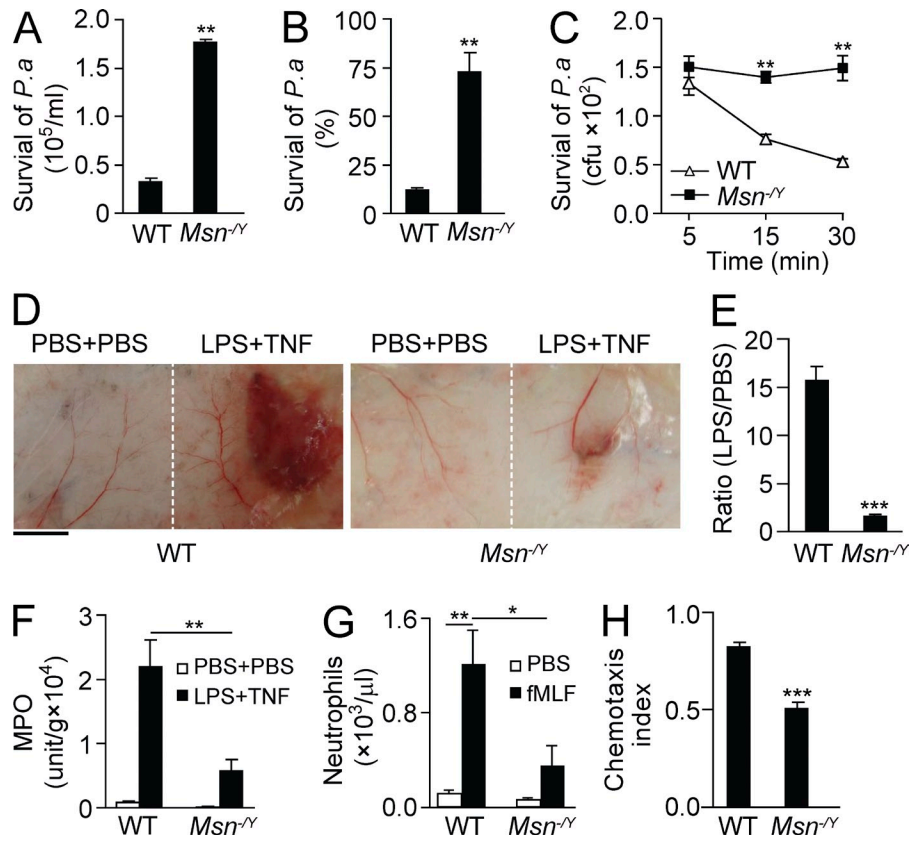 A
Survial of P.a
(10⁵/ml)
2.0
1.5
1.0
0.5
0
**
WT Msn-/Y
B
Survial of P.a
(%)
100
75
50
25
0
**
WT Msn-/Y
C
Survial of P.a
(cfu ×10²)
2.0
1.5
1.0
0.5
0.0
**
**
WT
Msn-/Y
5 15 30
Time (min)
D
PBS+PBS LPS+TNF PBS+PBS LPS+TNF
WT Msn-/Y
E
Ratio (LPS/PBS)
20
15
10
5
0
***
WT Msn-/Y
F
MPO
(unit/g×10⁴)
3
2
1
0
**
PBS+PBS
LPS+TNF
WT Msn-/Y
G
Neutrophils
(×10³/µl)
1.6
0.8
0.0
** *
PBS
fMLF
WT Msn-/Y
H
Chemotaxis
index
1.0
0.5
0.0
***
WT Msn-/Y